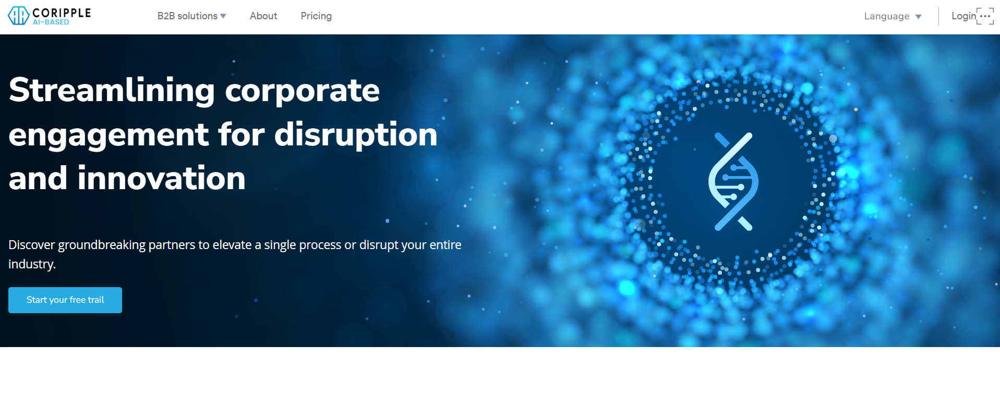 CORIPPLE
AI-BASED
B2B solutions
About
Pricing
Language
Login
Streamlining corporate
engagement for disruption
and innovation
Discover groundbreaking partners to elevate a single process or disrupt your entire
industry.
Start your free trail